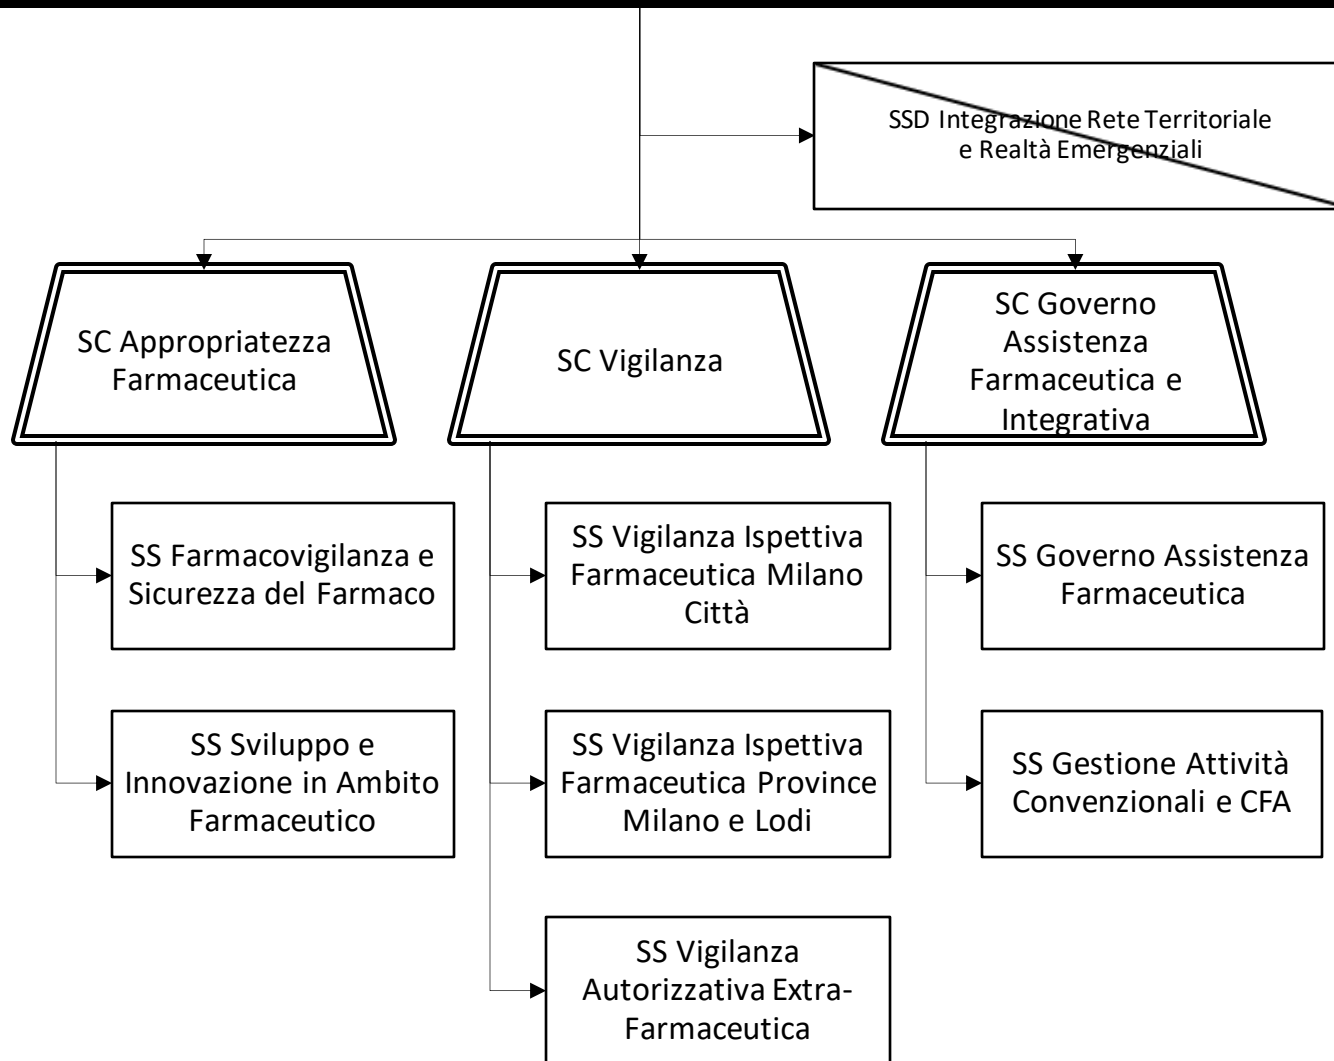 SSD Integrazione Rete Territoriale
e Realtà Emergenziali
SC Appropriatezza
Farmaceutica
SC Vigilanza
SC Governo
Assistenza
Farmaceutica e
Integrativa
SS Farmacovigilanza e
Sicurezza del Farmaco
SS Vigilanza Ispettiva
Farmaceutica Milano
Città
SS Governo Assistenza
Farmaceutica
SS Sviluppo e
Innovazione in Ambito
Farmaceutico
SS Vigilanza Ispettiva
Farmaceutica Province
Milano e Lodi
SS Gestione Attività
Convenzionali e CFA
SS Vigilanza
Autorizzativa Extra-
Farmaceutica